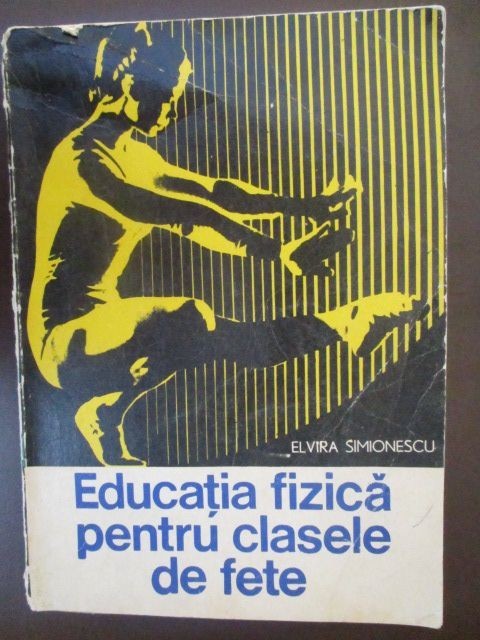 ELVIRA SIMIONESCU
Educația fizică
pentru clasele
de fete